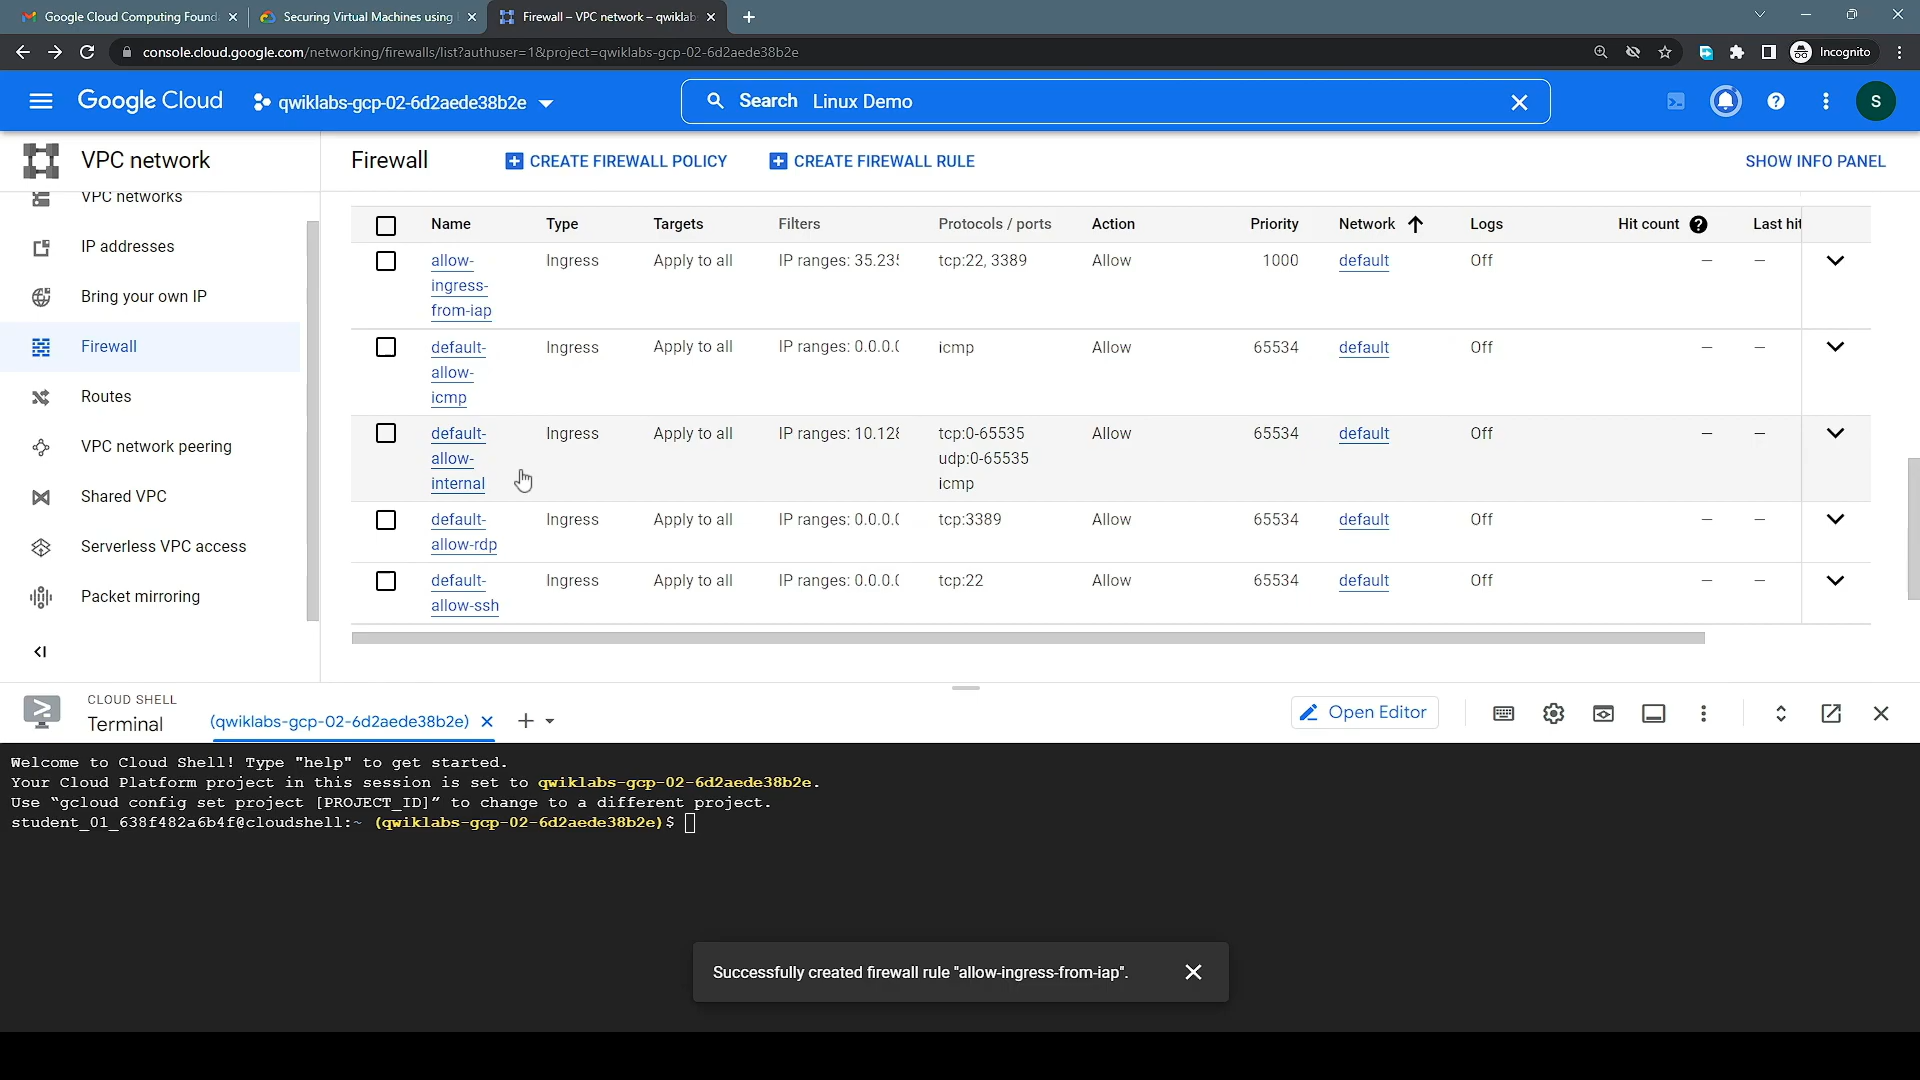 Google Cloud Computing Found
Securing Virtual Machines using
Firewall – VPC network – qwiklab
console.cloud.google.com/networking/firewalls/list?authuser=1&project=qwiklabs-gcp-02-6d2aede38b2e
Incognito
Google Cloud
qwiklabs-gcp-02-6d2aede38b2e
Search Linux Demo
S
VPC network
Firewall
CREATE FIREWALL POLICY
CREATE FIREWALL RULE
SHOW INFO PANEL
VPC networks
IP addresses
Bring your own IP
Firewall
Routes
VPC network peering
Shared VPC
Serverless VPC access
Packet mirroring
Name Type Targets Filters Protocols / ports Action Priority Network Logs Hit count Last hit
allow- Ingress Apply to all IP ranges: 35.235 tcp:22, 3389 Allow 1000 default Off – –
ingress-
from-iap
default- Ingress Apply to all IP ranges: 0.0.0.0 icmp Allow 65534 default Off – –
allow-
icmp
default- Ingress Apply to all IP ranges: 10.128 tcp:0-65535 Allow 65534 default Off – –
allow- udp:0-65535
internal icmp
default- Ingress Apply to all IP ranges: 0.0.0.0 tcp:3389 Allow 65534 default Off – –
allow-rdp
default- Ingress Apply to all IP ranges: 0.0.0.0 tcp:22 Allow 65534 default Off – –
allow-ssh
CLOUD SHELL
Terminal
(qwiklabs-gcp-02-6d2aede38b2e)
Open Editor
Welcome to Cloud Shell! Type "help" to get started.
Your Cloud Platform project in this session is set to qwiklabs-gcp-02-6d2aede38b2e.
Use “gcloud config set project [PROJECT_ID]” to change to a different project.
student_01_638f482a6b4f@cloudshell:~ (qwiklabs-gcp-02-6d2aede38b2e)$
Successfully created firewall rule "allow-ingress-from-iap".